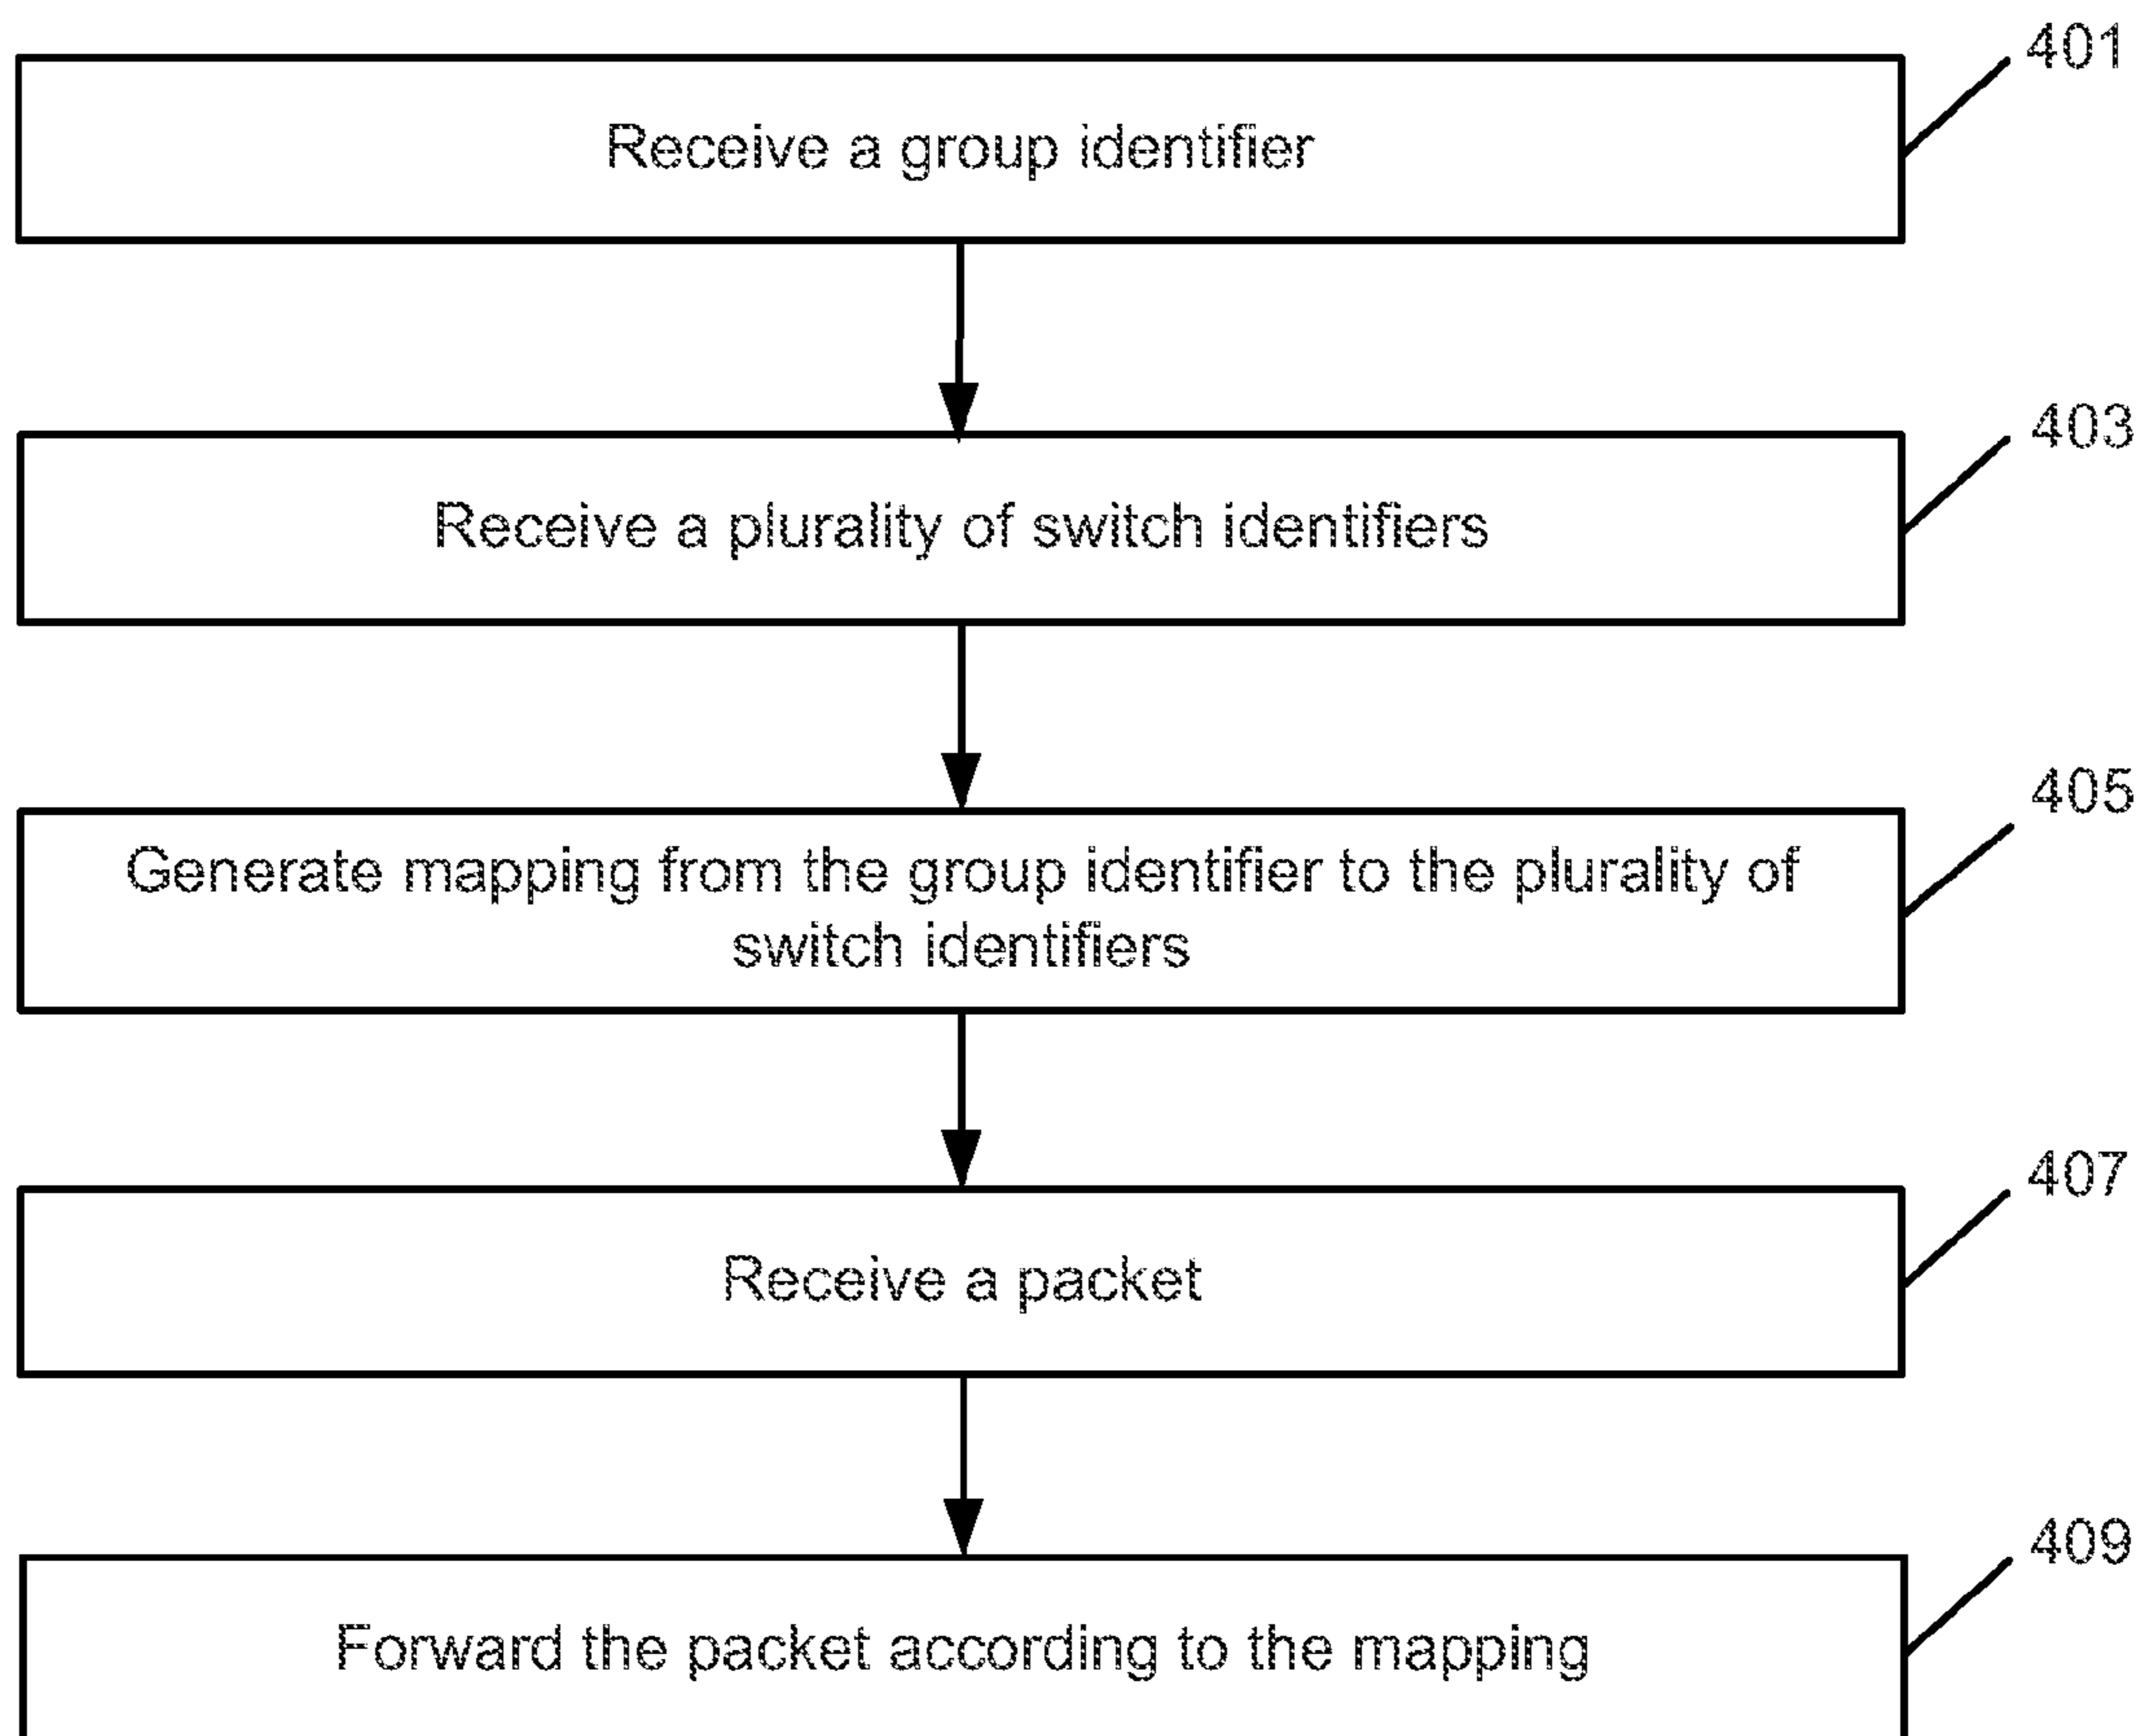 401
Receive a group identifier
403
Receive a plurality of switch identifiers
405
Generate mapping from the group identifier to the plurality of
switch identifiers
407
Receive a packet
409
Forward the packet according to the mapping